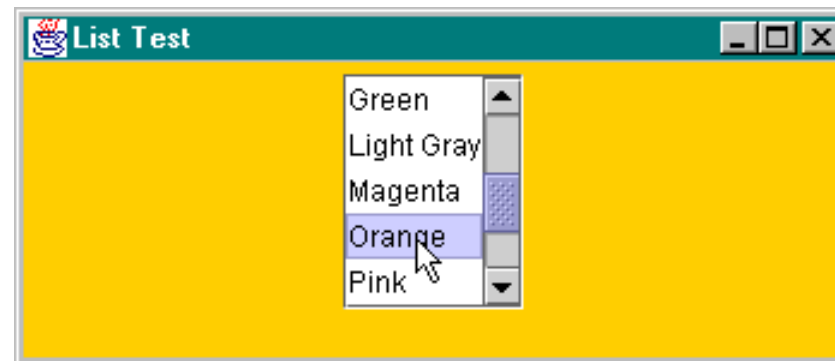 List Test
Green
Light Gray
Magenta
Orange
Pink